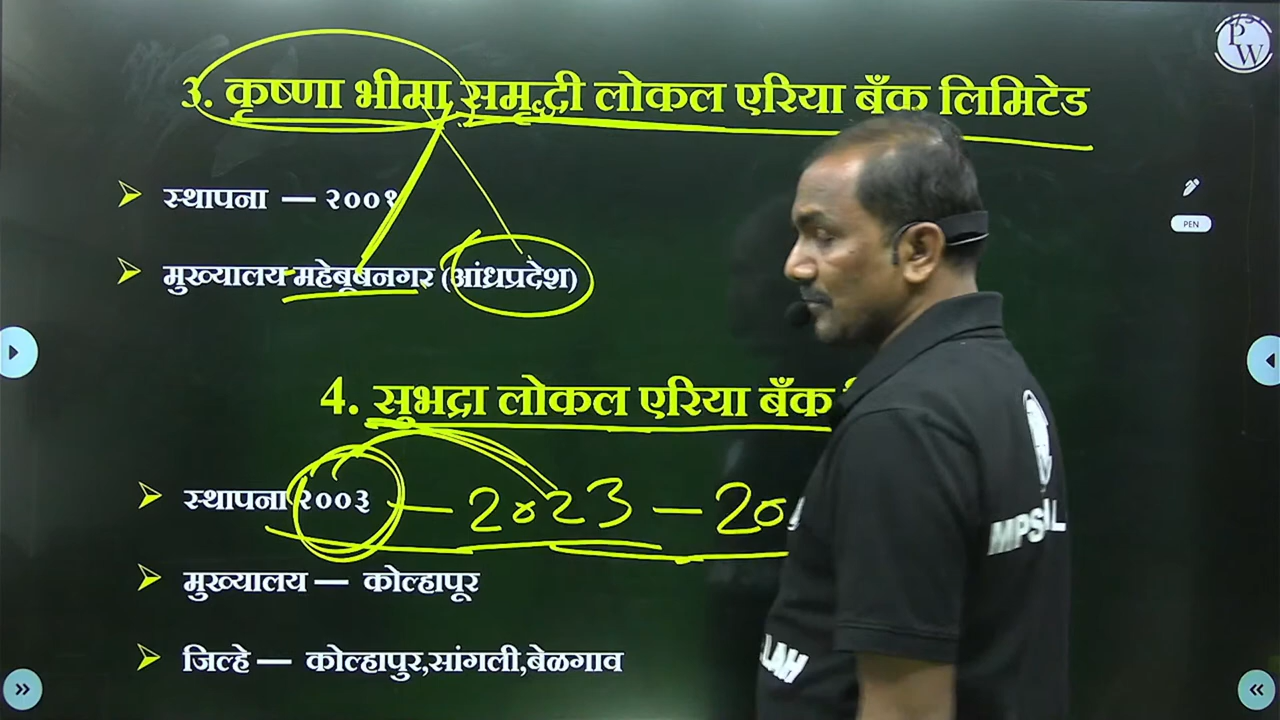 PW
3. कृष्णा भीमा समृद्धी लोकल एरिया बँक लिमिटेड
स्थापना — २००१
PEN
मुख्यालय महेबूबनगर (आंध्रप्रदेश)
4. सुभद्रा लोकल एरिया बँक
स्थापना २००३ — 2023 — 20
मुख्यालय — कोल्हापूर
जिल्हे — कोल्हापुर,सांगली,बेळगाव